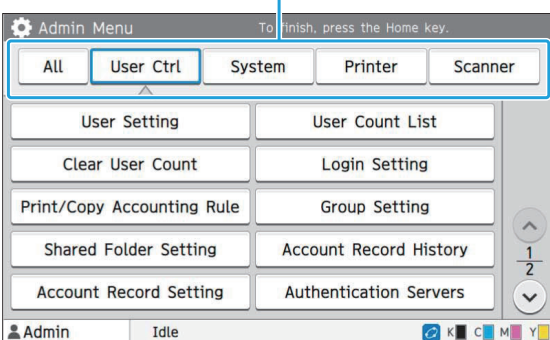 Admin Menu To finish, press the Home key.
All User Ctrl System Printer Scanner
User Setting User Count List
Clear User Count Login Setting
Print/Copy Accounting Rule Group Setting
Shared Folder Setting Account Record History
1
2
Account Record Setting Authentication Servers
Admin Idle K C M Y